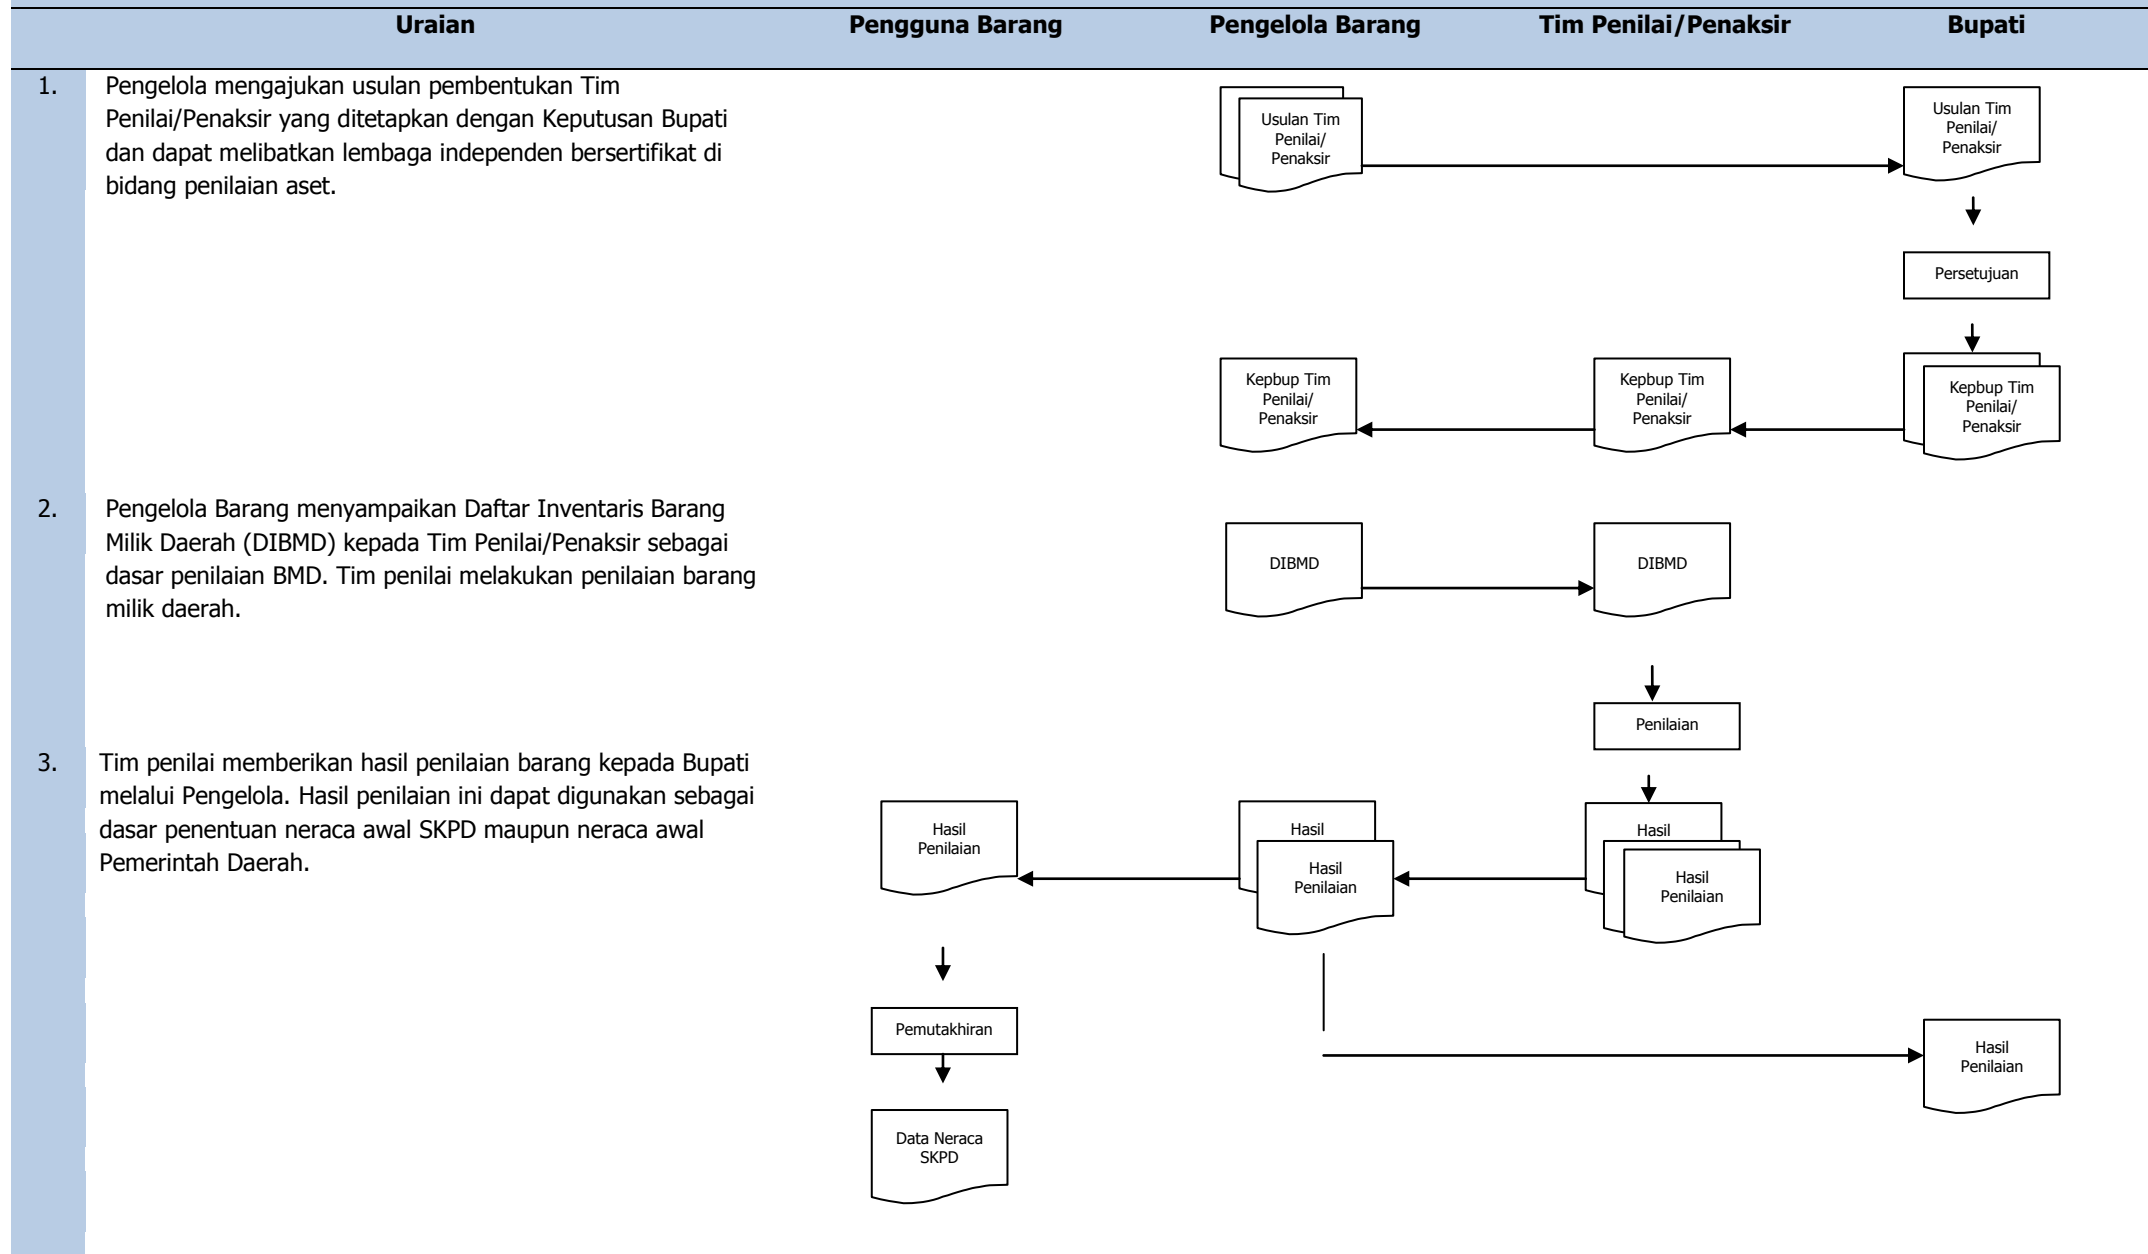 Uraian Pengguna Barang Pengelola Barang Tim Penilai/Penaksir Bupati
1. Pengelola mengajukan usulan pembentukan Tim
Penilai/Penaksir yang ditetapkan dengan Keputusan Bupati
dan dapat melibatkan lembaga independen bersertifikat di
bidang penilaian aset.
Usulan Tim
Penilai/
Penaksir
Usulan Tim
Penilai/
Penaksir
Persetujuan
Kepbup Tim
Penilai/
Penaksir
Kepbup Tim
Penilai/
Penaksir
Kepbup Tim
Penilai/
Penaksir
2. Pengelola Barang menyampaikan Daftar Inventaris Barang
Milik Daerah (DIBMD) kepada Tim Penilai/Penaksir sebagai
dasar penilaian BMD. Tim penilai melakukan penilaian barang
milik daerah.
DIBMD
DIBMD
Penilaian
3. Tim penilai memberikan hasil penilaian barang kepada Bupati
melalui Pengelola. Hasil penilaian ini dapat digunakan sebagai
dasar penentuan neraca awal SKPD maupun neraca awal
Pemerintah Daerah.
Hasil
Penilaian
Hasil
Hasil
Penilaian
Hasil
Hasil
Penilaian
Pemutakhiran
Hasil
Penilaian
Data Neraca
SKPD